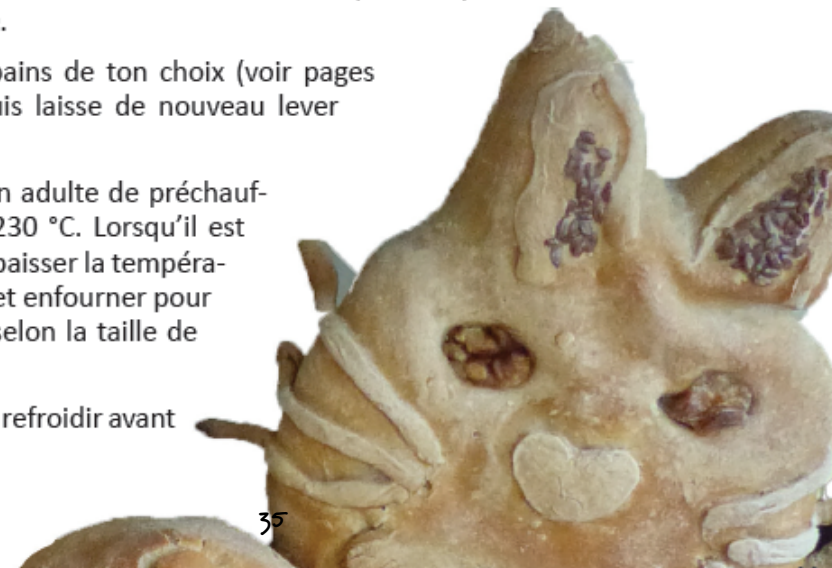 .
pains de ton choix (voir pages
uis laisse de nouveau lever
n adulte de préchauf-
230 °C. Lorsqu'il est
baisser la tempéra-
et enfourner pour
selon la taille de
refroidir avant
35